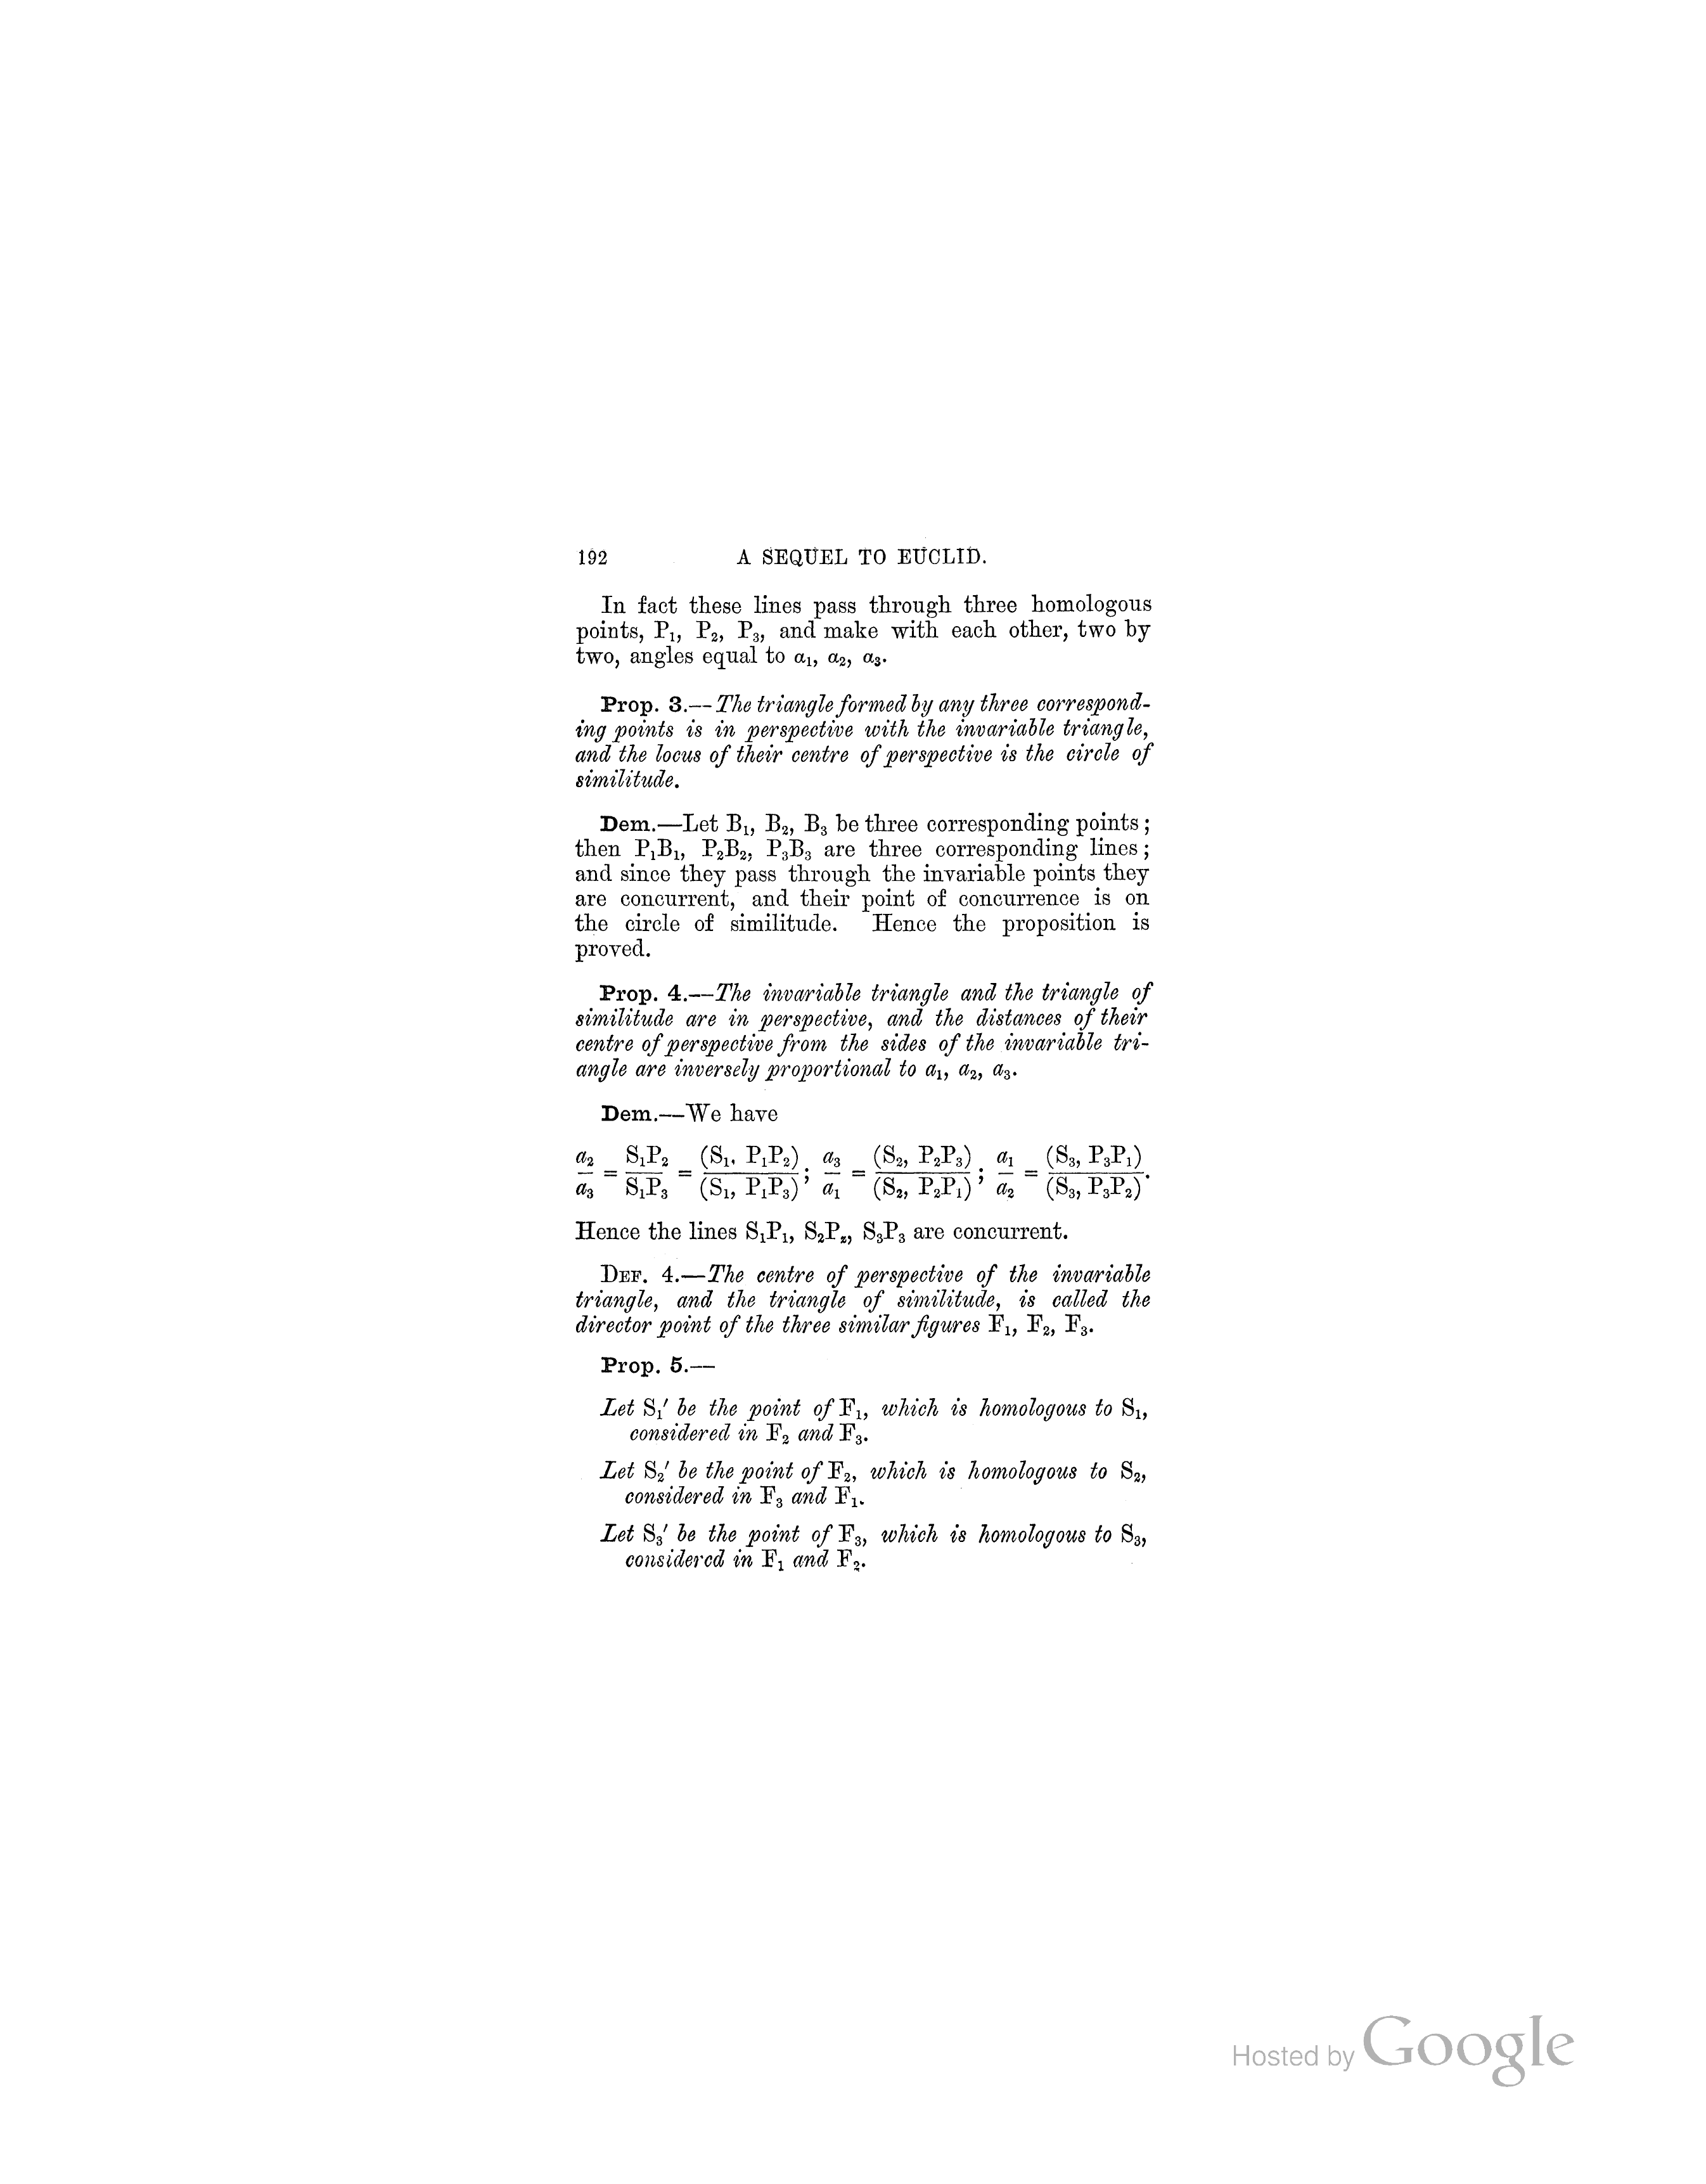 192 A SEQUEL TO EUCLID.
In fact these lines pass through three homologous
points, P₁, P₂, P₃, and make with each other, two by
two, angles equal to α₁, α₂, α₃.
Prop. 3.—The triangle formed by any three correspond-
ing points is in perspective with the invariable triangle,
and the locus of their centre of perspective is the circle of
similitude.
Dem.—Let B₁, B₂, B₃ be three corresponding points;
then P₁B₁, P₂B₂, P₃B₃ are three corresponding lines;
and since they pass through the invariable points they
are concurrent, and their point of concurrence is on
the circle of similitude. Hence the proposition is
proved.
Prop. 4.—The invariable triangle and the triangle of
similitude are in perspective, and the distances of their
centre of perspective from the sides of the invariable tri-
angle are inversely proportional to a₁, a₂, a₃.
Dem.—We have
a₂/a₃ = S₁P₂/S₁P₃ = (S₁, P₁P₂)/(S₁, P₁P₃); a₃/a₁ = (S₂, P₂P₃)/(S₂, P₂P₁); a₁/a₂ = (S₃, P₃P₁)/(S₃, P₃P₂).
Hence the lines S₁P₁, S₂P₂, S₃P₃ are concurrent.
DEF. 4.—The centre of perspective of the invariable
triangle, and the triangle of similitude, is called the
director point of the three similar figures F₁, F₂, F₃.
Prop. 5.—
Let S₁′ be the point of F₁, which is homologous to S₁,
considered in F₂ and F₃.
Let S₂′ be the point of F₂, which is homologous to S₂,
considered in F₃ and F₁.
Let S₃′ be the point of F₃, which is homologous to S₃,
considered in F₁ and F₂.
Hosted by Google